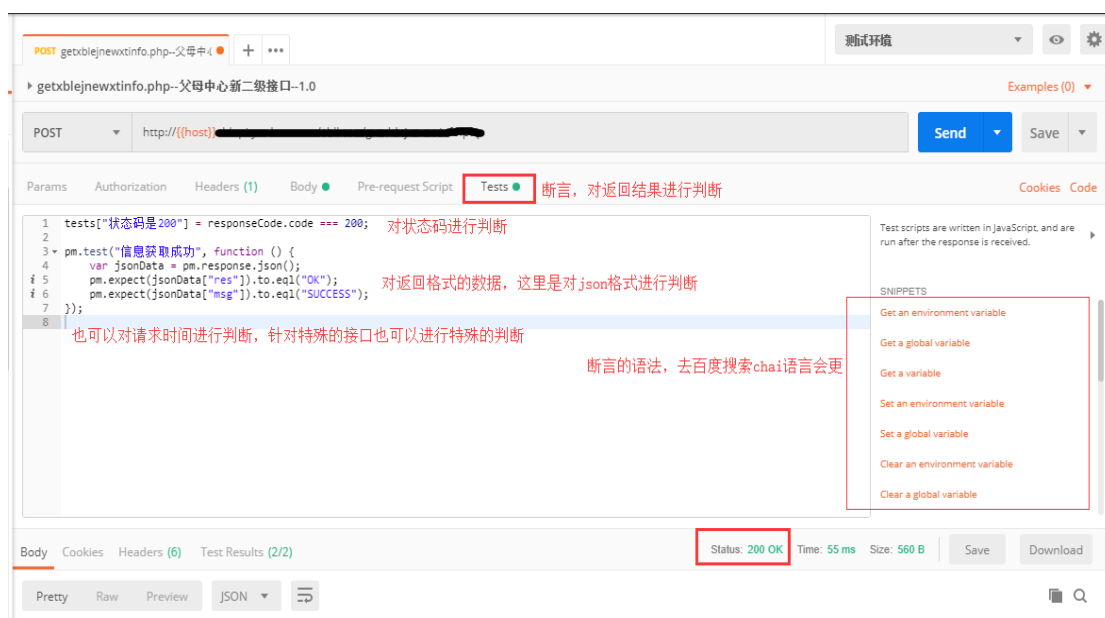 POST getxblejnewxtinfo.php--父母中心 + •••
测试环境
getxblejnewxtinfo.php--父母中心新二级接口--1.0
Examples (0)
POST
http://{{host}}
Send
Save
Params Authorization Headers (1) Body Pre-request Script Tests
断言，对返回结果进行判断
Cookies Code
1 tests["状态码是200"] = responseCode.code === 200;
对状态码进行判断
2
3 pm.test("信息获取成功", function () {
4 var jsonData = pm.response.json();
i 5 pm.expect(jsonData["res"]).to.eql("OK");
对返回格式的数据，这里是对json格式进行判断
i 6 pm.expect(jsonData["msg"]).to.eql("SUCCESS");
7 });
8
也可以对请求时间进行判断，针对特殊的接口也可以进行特殊的判断
断言的语法，去百度搜索chai语言会更
Test scripts are written in JavaScript, and are
run after the response is received.
SNIPPETS
Get an environment variable
Get a global variable
Get a variable
Set an environment variable
Set a global variable
Clear an environment variable
Clear a global variable
Body Cookies Headers (6) Test Results (2/2)
Status: 200 OK Time: 55 ms Size: 560 B
Save
Download
Pretty Raw Preview JSON